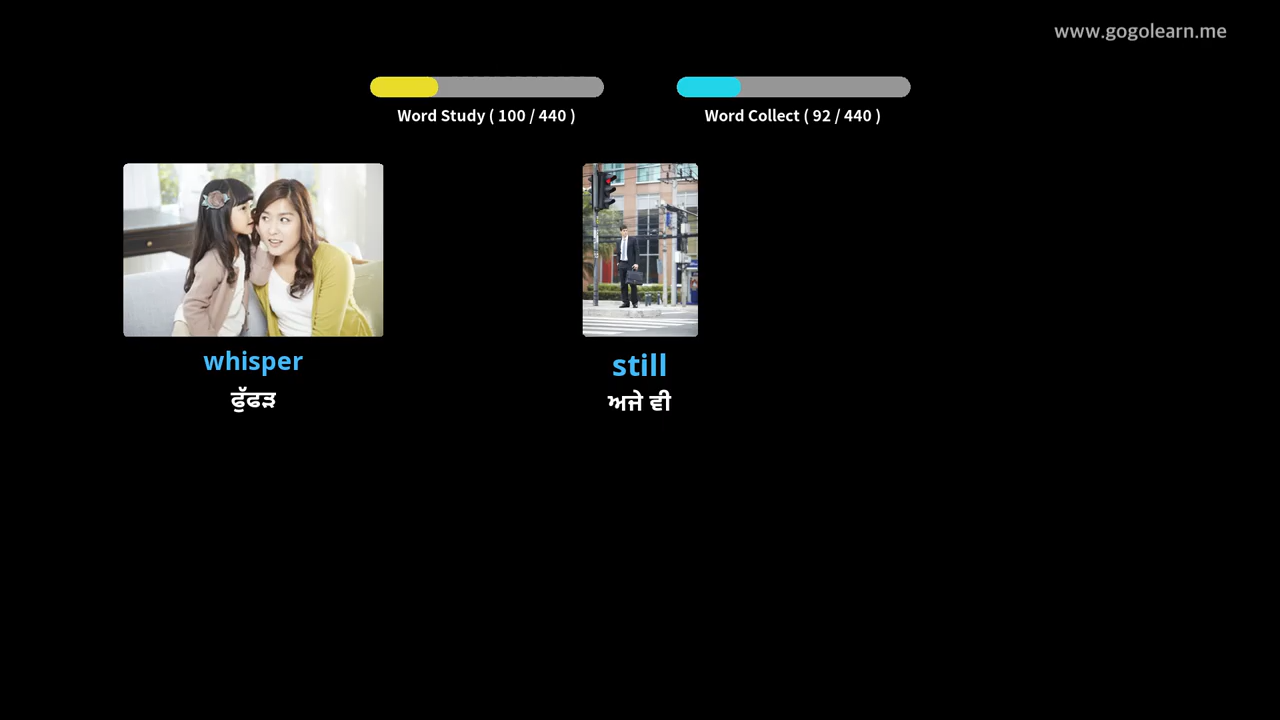 www.gogolearn.me
Word Study ( 100 / 440 )
Word Collect ( 92 / 440 )
whisper
ਫੁੱਫੜ
still
ਅਜੇ ਵੀ